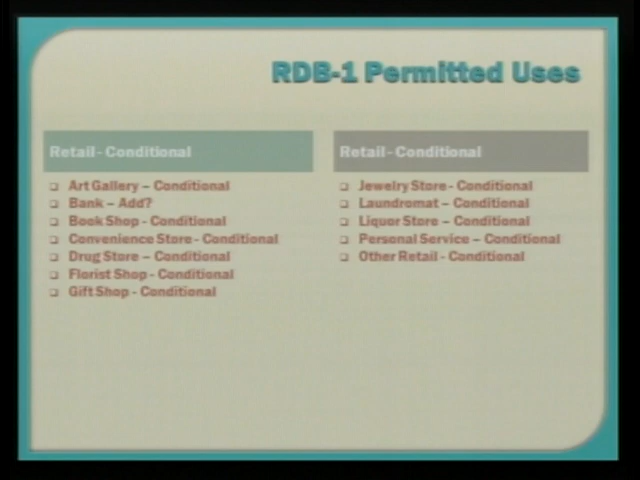 RDB-1 Permitted Uses
Retail - Conditional
❑ Art Gallery – Conditional
❑ Bank – Add?
❑ Book Shop - Conditional
❑ Convenience Store - Conditional
❑ Drug Store – Conditional
❑ Florist Shop - Conditional
❑ Gift Shop - Conditional
Retail - Conditional
❑ Jewelry Store - Conditional
❑ Laundromat – Conditional
❑ Liquor Store – Conditional
❑ Personal Service – Conditional
❑ Other Retail - Conditional